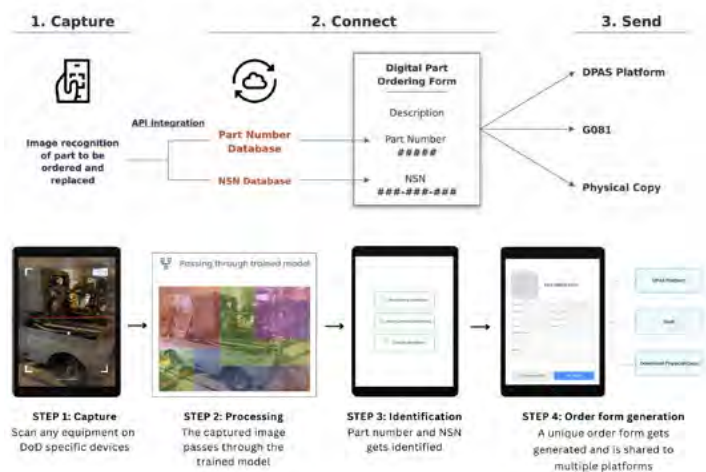 1. Capture
2. Connect
3. Send
Digital Part
Ordering Form
Description
Part Number
#####
NSN
###-###-###
API Integration
Image recognition
of part to be
ordered and
replaced
Part Number
Database
NSN Database
DPAS Platform
G081
Physical Copy
Passing through trained model
STEP 1: Capture
Scan any equipment on
DoD specific devices
STEP 2: Processing
The captured image
passes through the
trained model
STEP 3: Identification
Part number and NSN
gets identified
STEP 4: Order form generation
A unique order form gets
generated and is shared to
multiple platforms